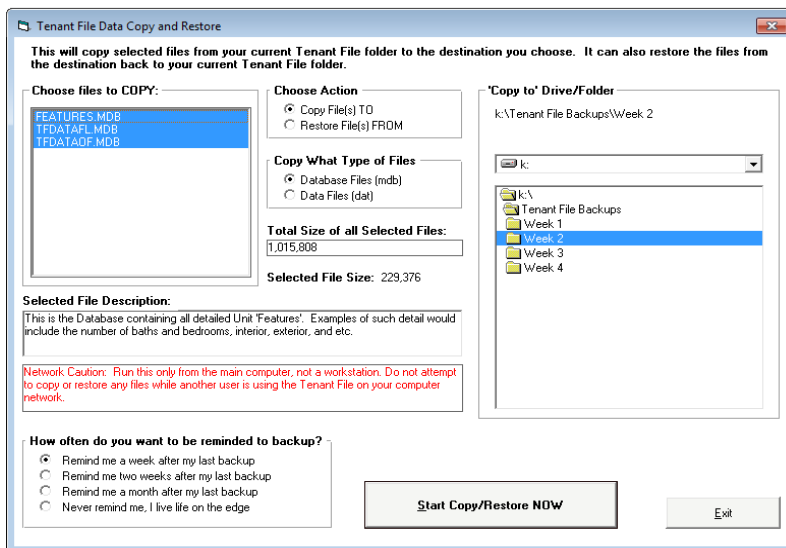 Tenant File Data Copy and Restore
This will copy selected files from your current Tenant File folder to the destination you choose. It can also restore the files from
the destination back to your current Tenant File folder.
Choose files to COPY:
FEATURES.MDB
TFDATAFL.MDB
TFDATAOF.MDB
Choose Action
Copy File(s) TO
Restore File(s) FROM
Copy What Type of Files
Database Files (mdb)
Data Files (dat)
Total Size of all Selected Files:
1,015,808
Selected File Size: 229,376
'Copy to' Drive/Folder
k:\Tenant File Backups\Week 2
k:
k:\
Tenant File Backups
Week 1
Week 2
Week 3
Week 4
Selected File Description:
This is the Database containing all detailed Unit 'Features'. Examples of such detail would
include the number of baths and bedrooms, interior, exterior, and etc.
Network Caution: Run this only from the main computer, not a workstation. Do not attempt
to copy or restore any files while another user is using the Tenant File on your computer
network.
How often do you want to be reminded to backup?
Remind me a week after my last backup
Remind me two weeks after my last backup
Remind me a month after my last backup
Never remind me, I live life on the edge
Start Copy/Restore NOW
Exit